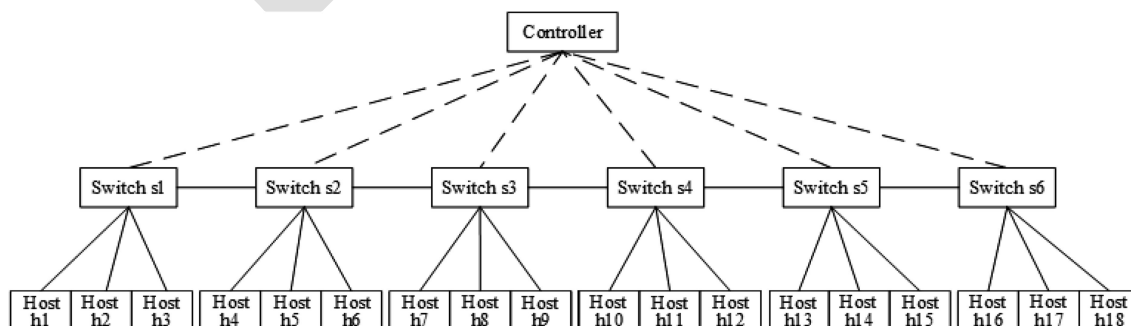 Controller
Switch s1 Switch s2 Switch s3 Switch s4 Switch s5 Switch s6
Host Host Host Host Host Host Host Host Host Host Host Host Host Host Host Host Host Host
h1 h2 h3 h4 h5 h6 h7 h8 h9 h10 h11 h12 h13 h14 h15 h16 h17 h18